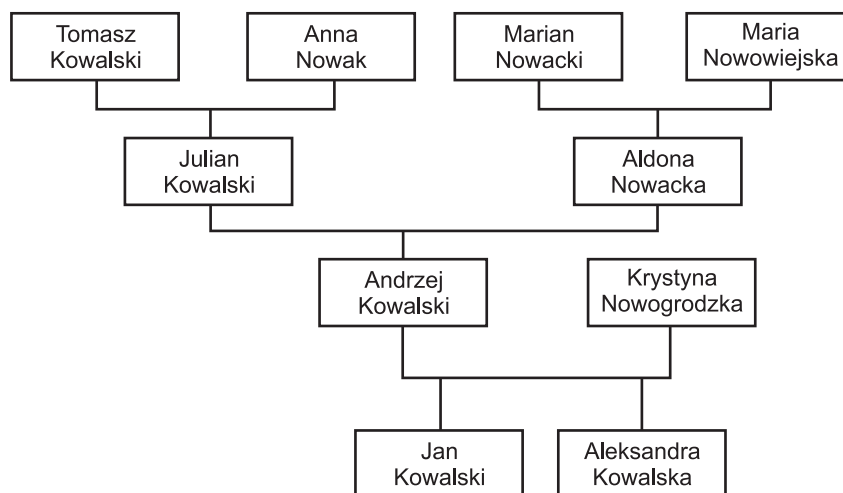 Tomasz
Kowalski
Anna
Nowak
Marian
Nowacki
Maria
Nowowiejska
Julian
Kowalski
Aldona
Nowacka
Andrzej
Kowalski
Krystyna
Nowogrodzka
Jan
Kowalski
Aleksandra
Kowalska